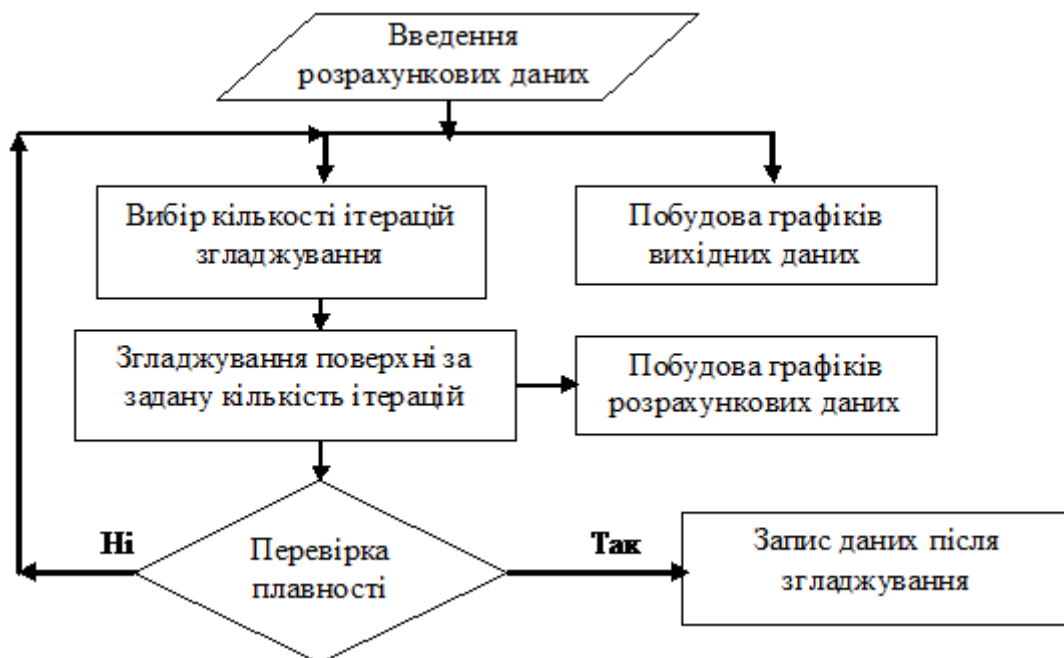 Введення
розрахункових даних
Вибір кількості ітерацій
згладжування
Побудова графіків
вихідних даних
Згладжування поверхні за
задану кількість ітерацій
Побудова графіків
розрахункових даних
Ні
Перевірка
плавності
Так
Запис даних після
згладжування